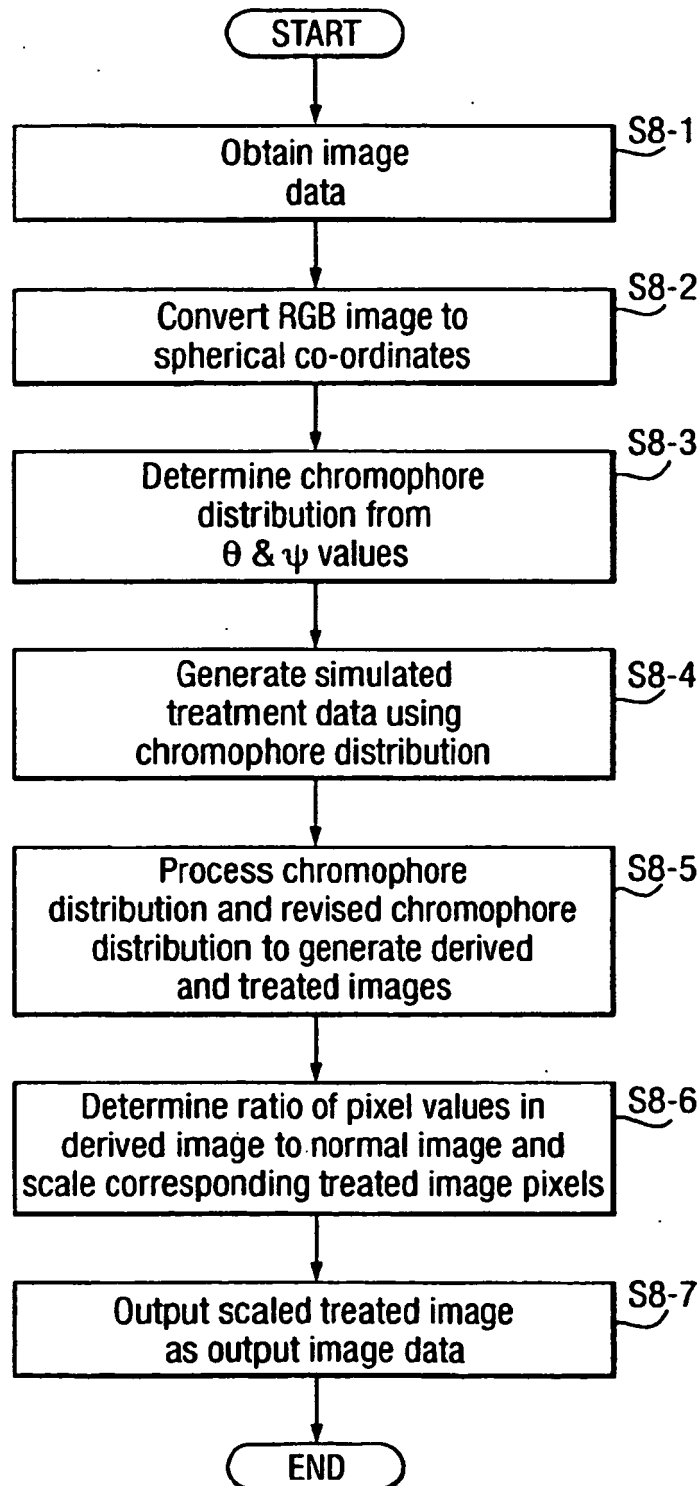 START
S8-1
Obtain image
data
S8-2
Convert RGB image to
spherical co-ordinates
S8-3
Determine chromophore
distribution from
θ & ψ values
S8-4
Generate simulated
treatment data using
chromophore distribution
S8-5
Process chromophore
distribution and revised chromophore
distribution to generate derived
and treated images
S8-6
Determine ratio of pixel values in
derived image to normal image and
scale corresponding treated image pixels
S8-7
Output scaled treated image
as output image data
END